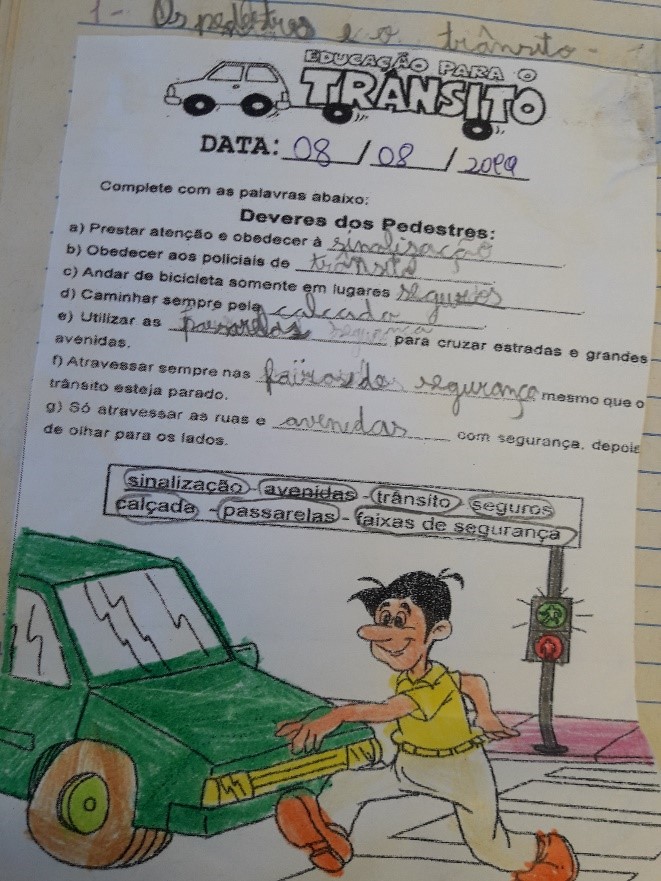 1- Os pedestres e o trânsito-
EDUCAÇÃO PARA O
TRÂNSITO
DATA: 08 / 08 / 2019
Complete com as palavras abaixo:
Deveres dos Pedestres:
a) Prestar atenção e obedecer à sinalização
b) Obedecer aos policiais de trânsito
c) Andar de bicicleta somente em lugares seguros
d) Caminhar sempre pela calçada
e) Utilizar as passarelas para cruzar estradas e grandes
avenidas.
f) Atravessar sempre nas faixas de segurança mesmo que o
trânsito esteja parado.
g) Só atravessar as ruas e avenidas com segurança, depois
de olhar para os lados.
sinalização - avenidas - trânsito - seguros
calçada - passarelas - faixas de segurança